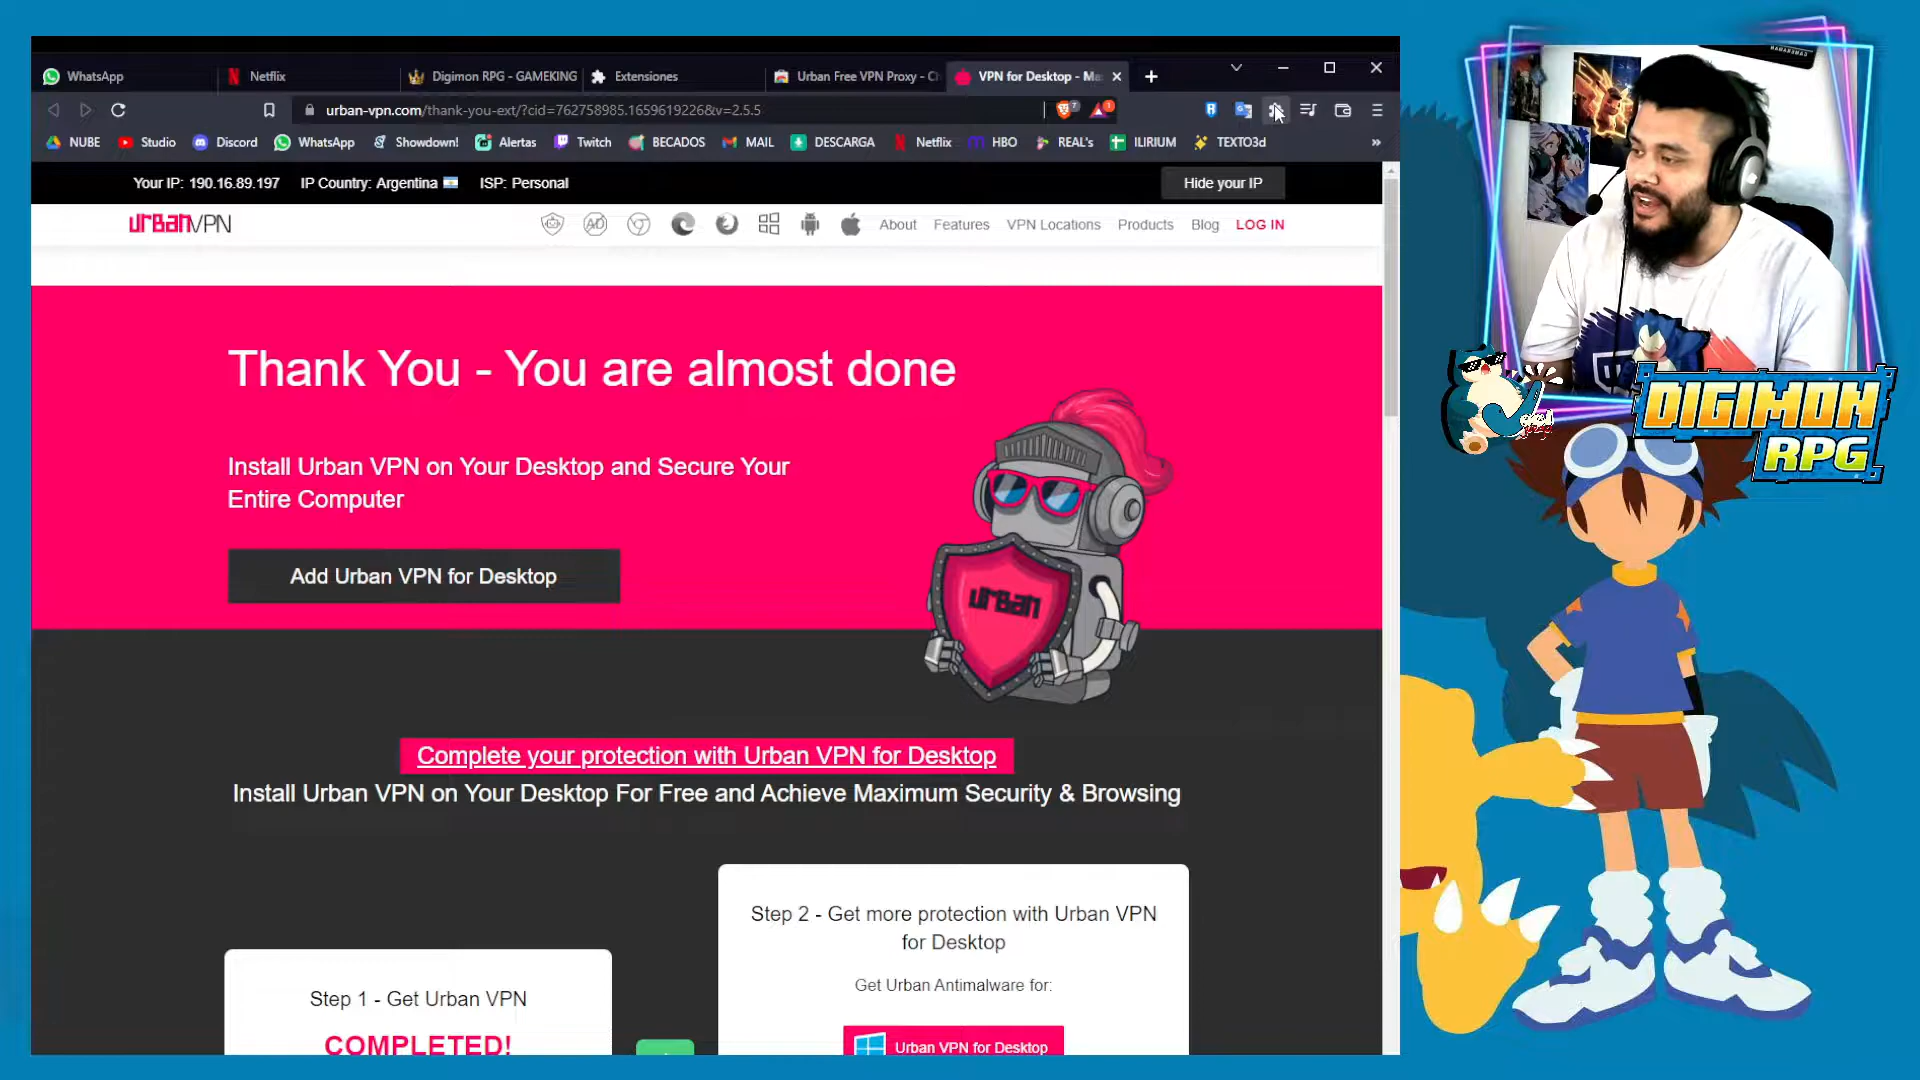 WhatsApp
Netflix
Digimon RPG - GAMEKING
Extensiones
Urban Free VPN Proxy - Ch
VPN for Desktop - Ma
urban-vpn.com/thank-you-ext/?cid=762758985.1659619226&v=2.5.5
NUBE
Studio
Discord
WhatsApp
Showdown!
Alertas
Twitch
BECADOS
MAIL
DESCARGA
Netflix
HBO
REAL's
ILIRIUM
TEXTO3d
»
Your IP: 190.16.89.197 IP Country: Argentina ISP: Personal
Hide your IP
urBanVPN
AD
About
Features
VPN Locations
Products
Blog
LOG IN
Thank You - You are almost done
Install Urban VPN on Your Desktop and Secure Your
Entire Computer
Add Urban VPN for Desktop
urBan
Complete your protection with Urban VPN for Desktop
Install Urban VPN on Your Desktop For Free and Achieve Maximum Security & Browsing
Step 1 - Get Urban VPN
COMPLETED!
Step 2 - Get more protection with Urban VPN
for Desktop
Get Urban Antimalware for:
Urban VPN for Desktop
DIGIMON
RPG